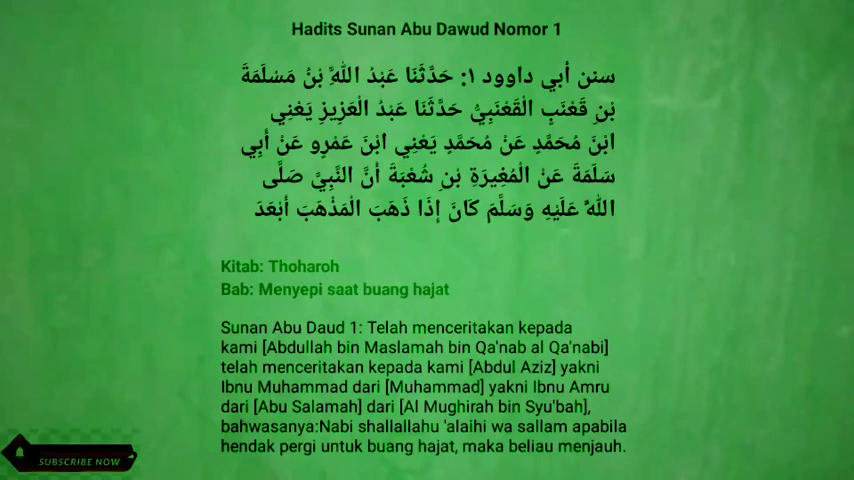 Hadits Sunan Abu Dawud Nomor 1
سنن أبي داوود ١: حَدَّثَنَا عَبْدُ اللَّهِ بْنُ مَسْلَمَةَ
بْنِ قَعْنَبٍ الْقَعْنَبِيُّ حَدَّثَنَا عَبْدُ الْعَزِيزِ يَعْنِي
ابْنَ مُحَمَّدٍ عَنْ مُحَمَّدٍ يَعْنِي ابْنَ عَمْرٍو عَنْ أَبِي
سَلَمَةَ عَنْ الْمُغِيرَةِ بْنِ شُعْبَةَ أَنَّ النَّبِيَّ صَلَّى
اللَّهُ عَلَيْهِ وَسَلَّمَ كَانَ إِذَا ذَهَبَ الْمَذْهَبَ أَبْعَدَ
Kitab: Thoharoh
Bab: Menyepi saat buang hajat
Sunan Abu Daud 1: Telah menceritakan kepada
kami [Abdullah bin Maslamah bin Qa'nab al Qa'nabi]
telah menceritakan kepada kami [Abdul Aziz] yakni
Ibnu Muhammad dari [Muhammad] yakni Ibnu Amru
dari [Abu Salamah] dari [Al Mughirah bin Syu'bah],
bahwasanya:Nabi shallallahu 'alaihi wa sallam apabila
hendak pergi untuk buang hajat, maka beliau menjauh.
SUBSCRIBE NOW